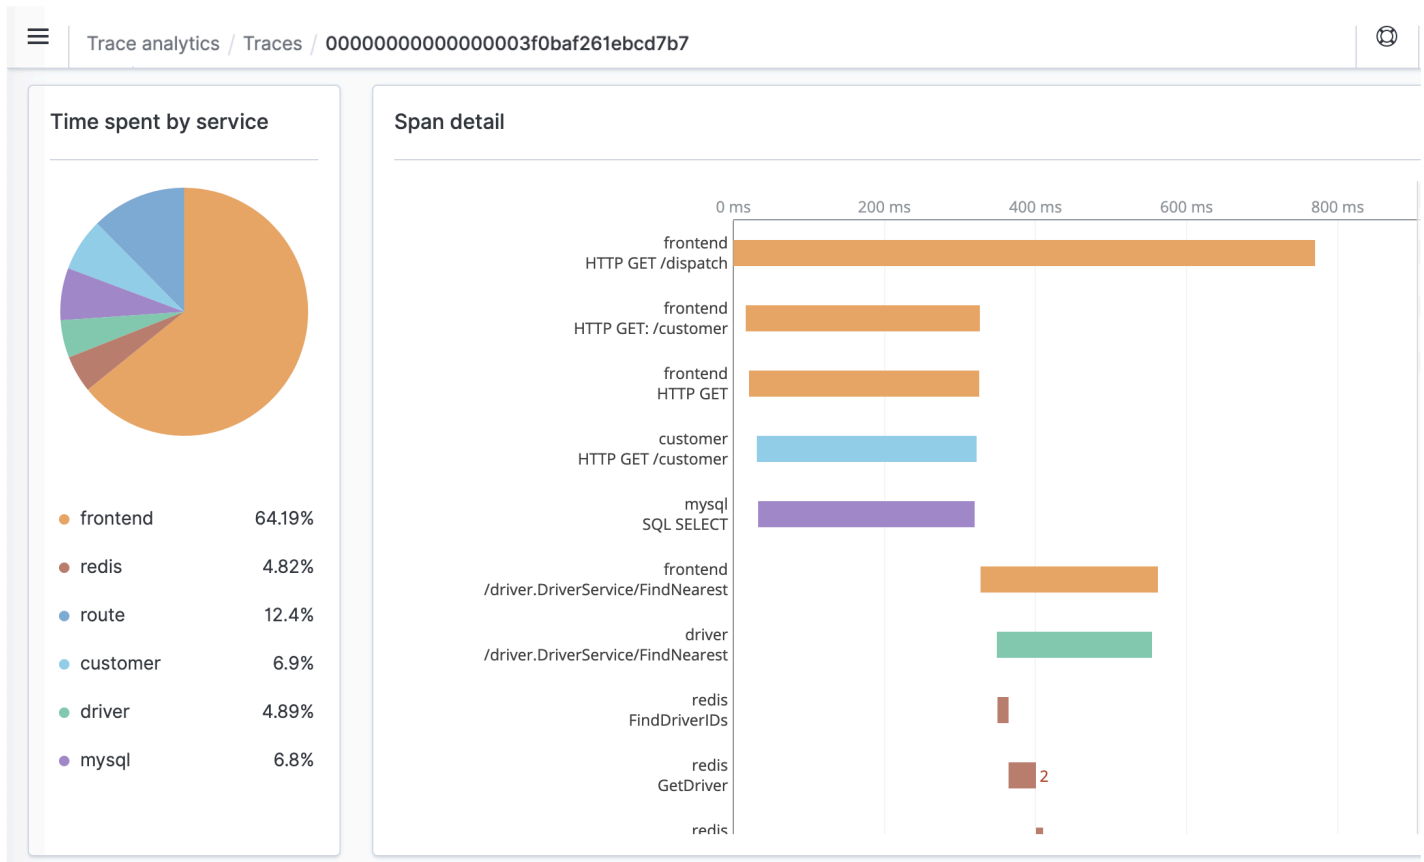 Trace analytics / Traces / 00000000000000003f0baf261ebcd7b7
Time spent by service
frontend 64.19%
redis 4.82%
route 12.4%
customer 6.9%
driver 4.89%
mysql 6.8%
Span detail
0 ms 200 ms 400 ms 600 ms 800 ms
frontend
HTTP GET /dispatch
frontend
HTTP GET: /customer
frontend
HTTP GET
customer
HTTP GET /customer
mysql
SQL SELECT
frontend
/driver.DriverService/FindNearest
driver
/driver.DriverService/FindNearest
redis
FindDriverIDs
redis
GetDriver 2
redis